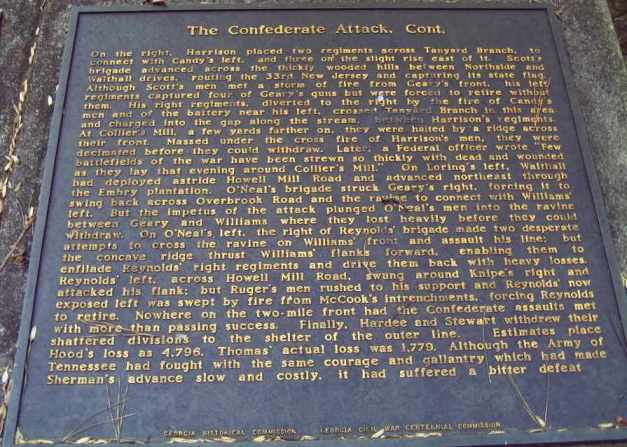 The Confederate Attack, Cont.
On the right, Harrison placed two regiments across Tanyard Branch, to
connect with Candy's left, and three on the slight rise east of it. Scott's
brigade advanced across the thickly wooded hills between Northside and
Walthall drives, routing the 33rd New Jersey and capturing its state flag.
Although Scott's men met a storm of fire from Geary's front, his left
regiments captured four of Geary's guns but were forced to retire without
them. His right regiments, diverted to the right by the fire of Candy's
men and of the battery near his left, crossed Tanyard Branch in this area
and charged into the gap along the stream, between Harrison's regiments.
At Collier's Mill, a few yards farther on, they were halted by a ridge across
their front. Massed under the cross fire of Harrison's men, they were
decimated before they could withdraw. Later, a Federal officer wrote "Few
battlefields of the war have been strewn so thickly with dead and wounded
as they lay that evening around Collier's Mill." On Loring's left, Walthall
had deployed astride Howell Mill Road and advanced northeast through
the Embry plantation. O'Neal's brigade struck Geary's right, forcing it to
swing back across Overbrook Road and the ravine to connect with Williams'
left. But the impetus of the attack plunged O'Neal's men into the ravine
between Geary and Williams where they lost heavily before they could
withdraw. On O'Neal's left, the right of Reynolds' brigade made two desperate
attempts to cross the ravine on Williams' front and assault his line; but
the concave ridge thrust Williams' flanks forward, enabling them to
enfilade Reynolds' right regiments and drive them back with heavy losses.
Reynolds' left, across Howell Mill Road, swung around Knipe's right and
attacked his flank; but Ruger's men rushed to his support and Reynolds' now
exposed left was swept by fire from McCook's intrenchments, forcing Reynolds
to retire. Nowhere on the two-mile front had the Confederate assaults met
with more than passing success. Finally, Hardee and Stewart withdrew their
shattered divisions to the shelter of the outer line. Estimates place
Hood's loss as 4,796. Thomas' actual loss was 1,779. Although the Army of
Tennessee had fought with the same courage and gallantry which had made
Sherman's advance slow and costly, it had suffered a bitter defeat
GEORGIA HISTORICAL COMMISSION GEORGIA CIVIL WAR CENTENNIAL COMMISSION